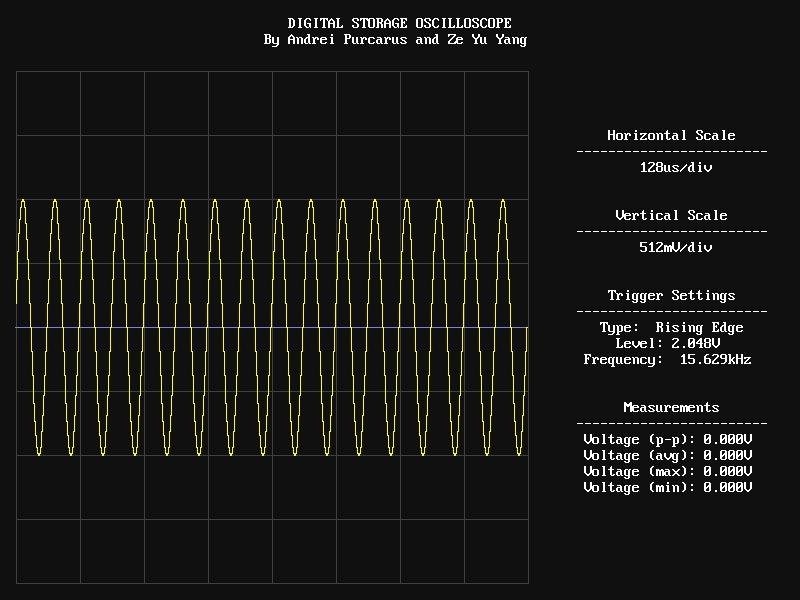 DIGITAL STORAGE OSCILLOSCOPE
By Andrei Purcarus and Ze Yu Yang
Horizontal Scale
------------------------
128us/div
Vertical Scale
------------------------
512mV/div
Trigger Settings
------------------------
Type:  Rising Edge
Level: 2.048V
Frequency:  15.629kHz
Measurements
------------------------
Voltage (p-p): 0.000V
Voltage (avg): 0.000V
Voltage (max): 0.000V
Voltage (min): 0.000V